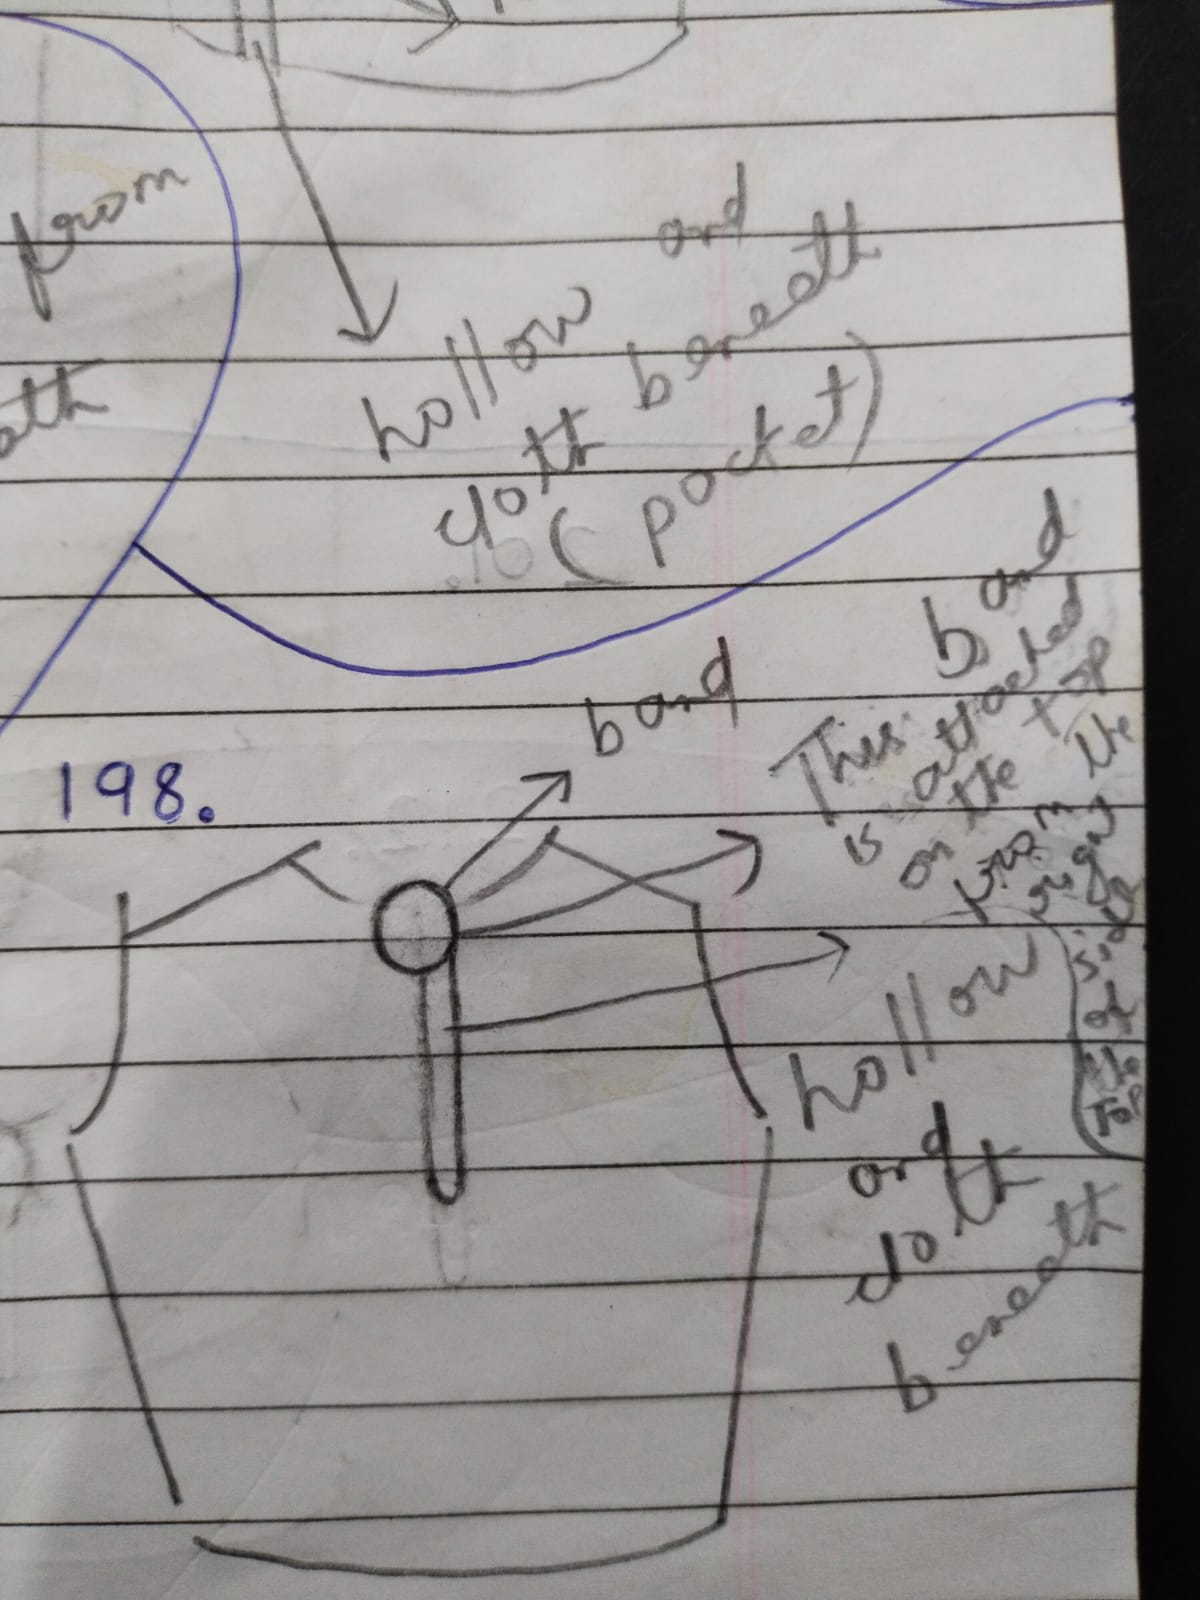 from
hollow and
cloth beneath
(pocket)
198.
band
This band
is attached
on the top
from the
right
side
of
the
Top
hollow
and
cloth
beneath